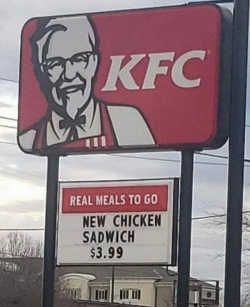 KFC
REAL MEALS TO GO
NEW CHICKEN
SADWICH
$3.99